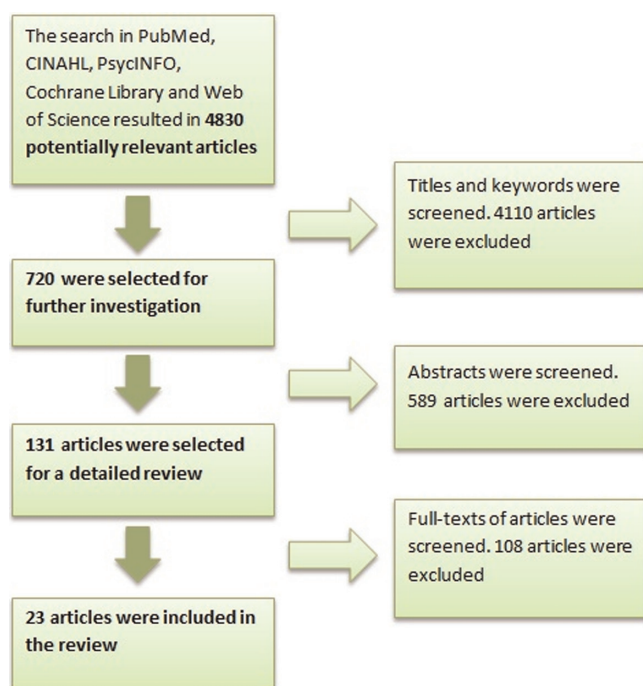 The search in PubMed,
CINAHL, PsycINFO,
Cochrane Library and Web
of Science resulted in 4830
potentially relevant articles
Titles and keywords were
screened. 4110 articles
were excluded
720 were selected for
further investigation
Abstracts were screened.
589 articles were excluded
131 articles were selected
for a detailed review
Full-texts of articles were
screened. 108 articles were
excluded
23 articles were included in
the review